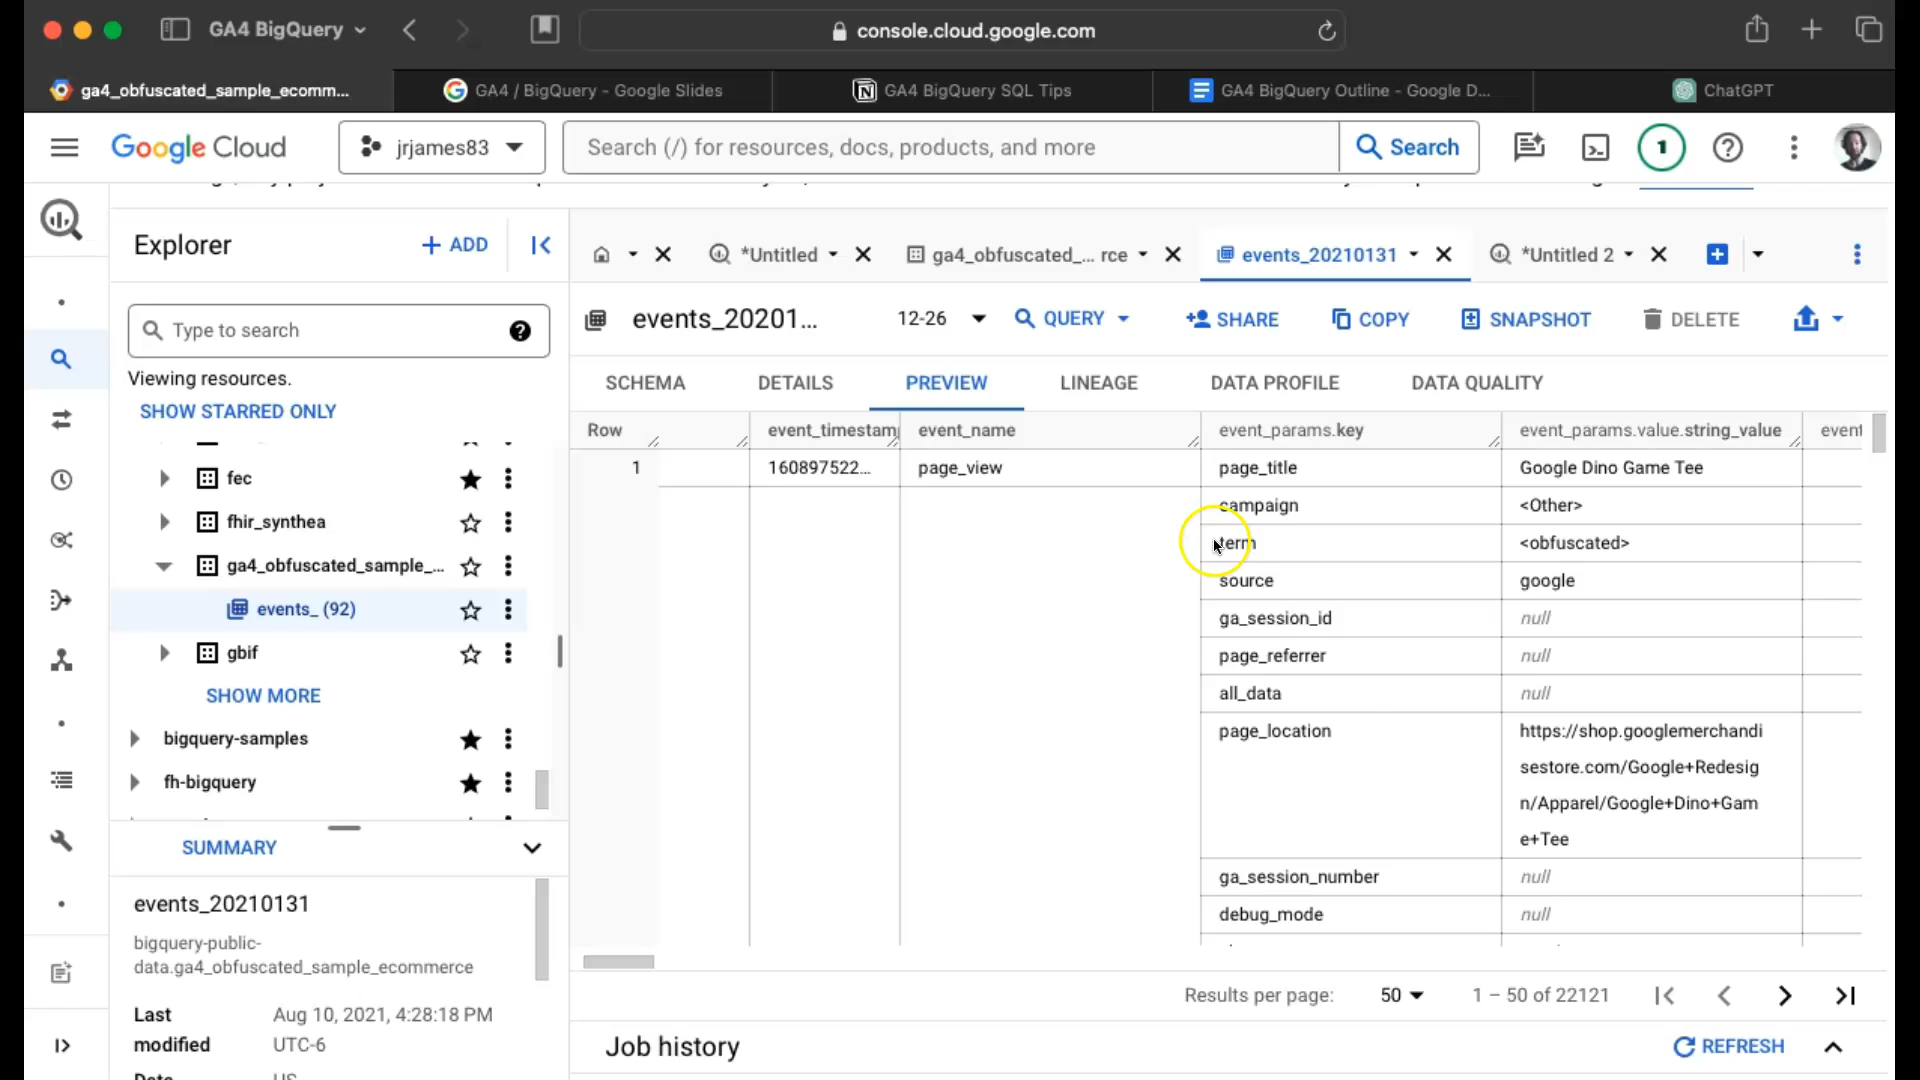 GA4 BigQuery
console.cloud.google.com
ga4_obfuscated_sample_ecomm...
GA4 / BigQuery - Google Slides
GA4 BigQuery SQL Tips
GA4 BigQuery Outline - Google D...
ChatGPT
Google Cloud
jrjames83
Search (/) for resources, docs, products, and more
Search
1
Explorer
+ ADD
*Untitled
ga4_obfuscated_... rce
events_20210131
*Untitled 2
Type to search
Viewing resources.
SHOW STARRED ONLY
events_20201...
12-26
QUERY
SHARE
COPY
SNAPSHOT
DELETE
SCHEMA
DETAILS
PREVIEW
LINEAGE
DATA PROFILE
DATA QUALITY
fec
fhir_synthea
ga4_obfuscated_sample_...
events_ (92)
gbif
SHOW MORE
bigquery-samples
fh-bigquery
Row
event_timestam
event_name
event_params.key
event_params.value.string_value
event
1
160897522...
page_view
page_title
Google Dino Game Tee
campaign
<Other>
term
<obfuscated>
source
google
ga_session_id
null
page_referrer
null
all_data
null
page_location
https://shop.googlemerchandi
sestore.com/Google+Redesig
n/Apparel/Google+Dino+Gam
e+Tee
ga_session_number
null
debug_mode
null
SUMMARY
events_20210131
bigquery-public-
data.ga4_obfuscated_sample_ecommerce
Last
modified
Aug 10, 2021, 4:28:18 PM
UTC-6
Results per page:
50
1 – 50 of 22121
Job history
REFRESH